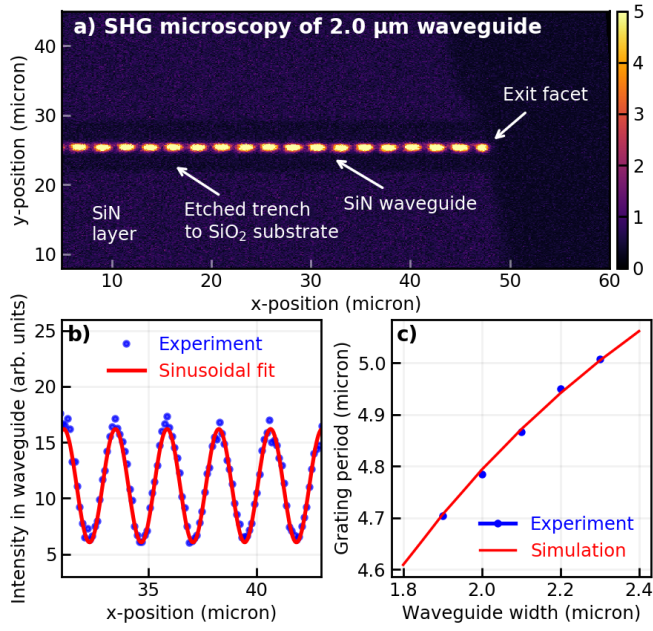 a) SHG microscopy of 2.0 μm waveguide
y-position (micron)
40
30
20
10
Exit facet
SiN waveguide
Etched trench
to SiO₂ substrate
SiN
layer
5
4
3
2
1
0
10
20
30
40
50
60
x-position (micron)
b)
Experiment
Sinusoidal fit
Intensity in waveguide (arb. units)
25
20
15
10
5
35
40
x-position (micron)
c)
Grating period (micron)
5.0
4.9
4.8
4.7
4.6
Experiment
Simulation
1.8
2.0
2.2
2.4
Waveguide width (micron)